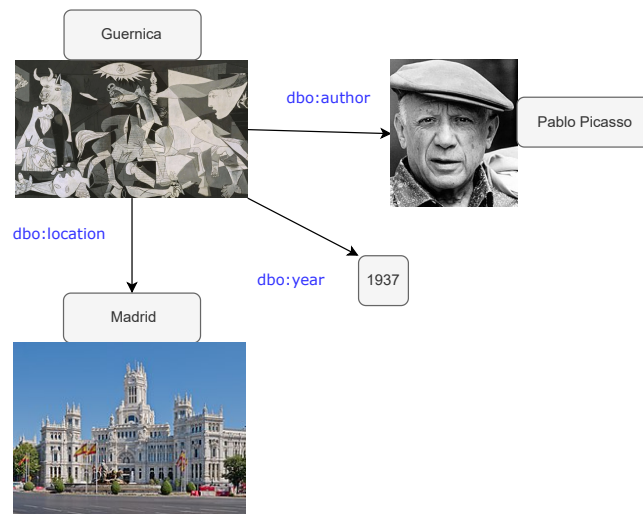 Guernica
dbo:author
Pablo Picasso
dbo:location
dbo:year
1937
Madrid